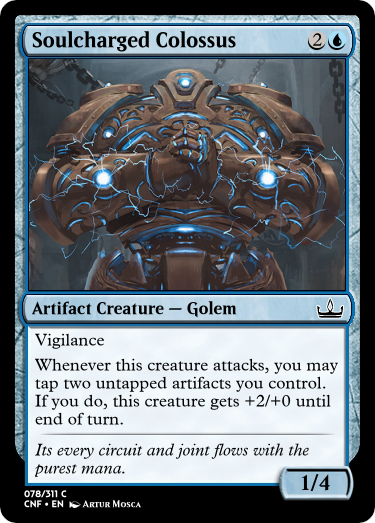 Soulcharged Colossus 2
Artifact Creature — Golem
Vigilance
Whenever this creature attacks, you may
tap two untapped artifacts you control.
If you do, this creature gets +2/+0 until
end of turn.
Its every circuit and joint flows with the
purest mana.
1/4
078/311 C
CNF • EN Artur Mosca